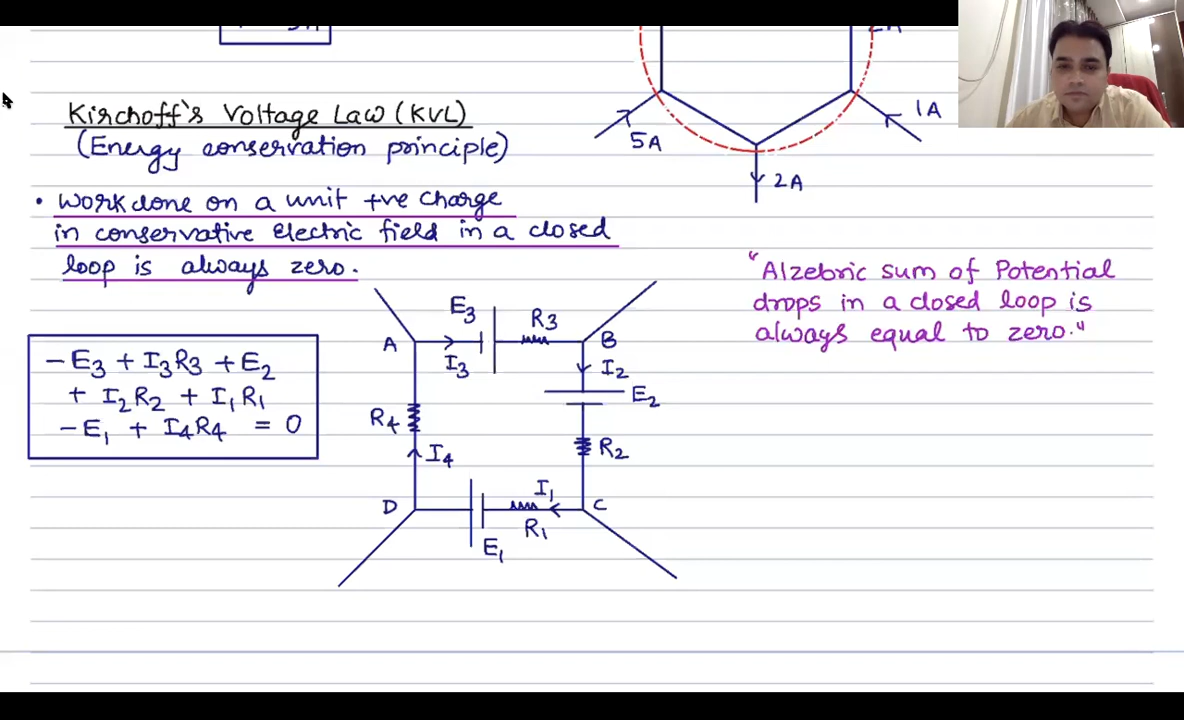 2A
5A
1A
2A
Kirchoff's Voltage Law (KVL)
(Energy conservation principle)
• Workdone on a unit +ve charge
in conservative electric field in a closed
loop is always zero.
"Alzebric sum of Potential
drops in a closed loop is
always equal to zero."
− E3 + I3R3 + E2
+ I2R2 + I1R1
− E1 + I4R4 = 0
E3
R3
A
B
I3
I2
E2
R4
R2
I4
I1
D
C
R1
E1